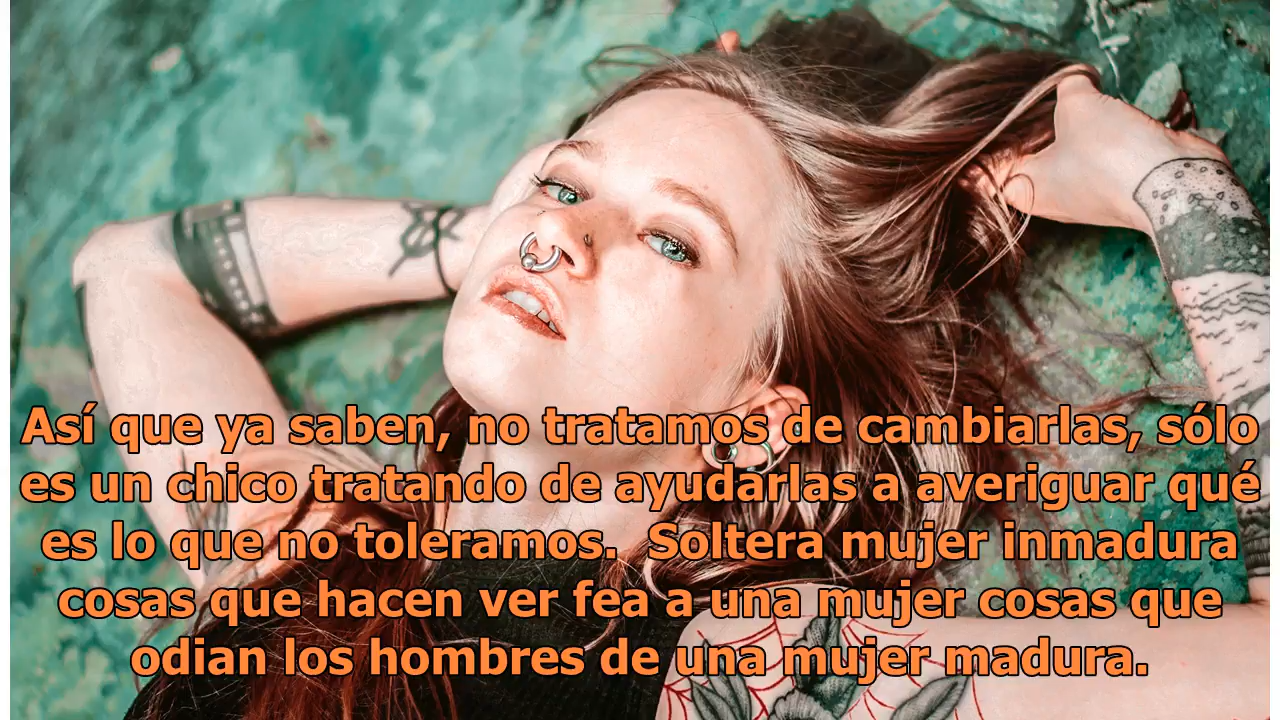 Así que ya saben, no tratamos de cambiarlas, sólo
es un chico tratando de ayudarlas a averiguar qué
es lo que no toleramos.  Soltera mujer inmadura
cosas que hacen ver fea a una mujer cosas que
odian los hombres de una mujer madura.